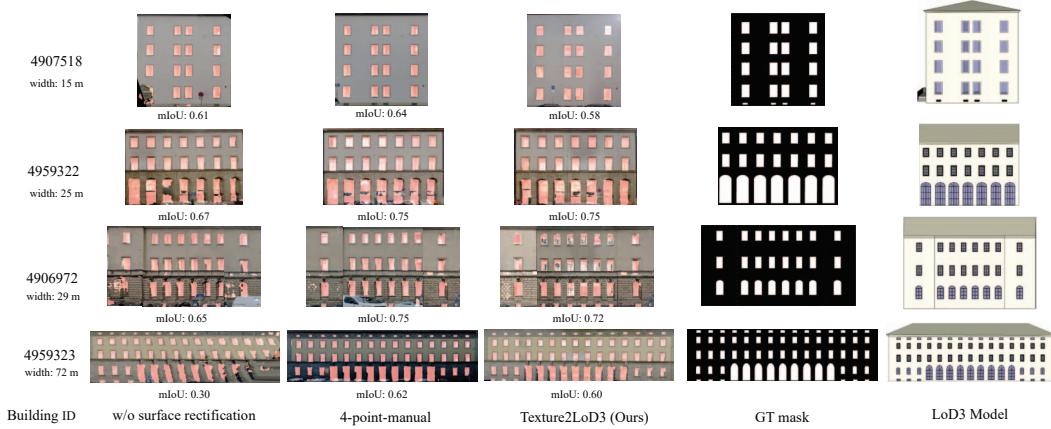 4907518
width: 15 m
mIoU: 0.61
mIoU: 0.64
mIoU: 0.58
4959322
width: 25 m
mIoU: 0.67
mIoU: 0.75
mIoU: 0.75
4906972
width: 29 m
mIoU: 0.65
mIoU: 0.75
mIoU: 0.72
4959323
width: 72 m
mIoU: 0.30
mIoU: 0.62
mIoU: 0.60
Building ID
w/o surface rectification
4-point-manual
Texture2LoD3 (Ours)
GT mask
LoD3 Model